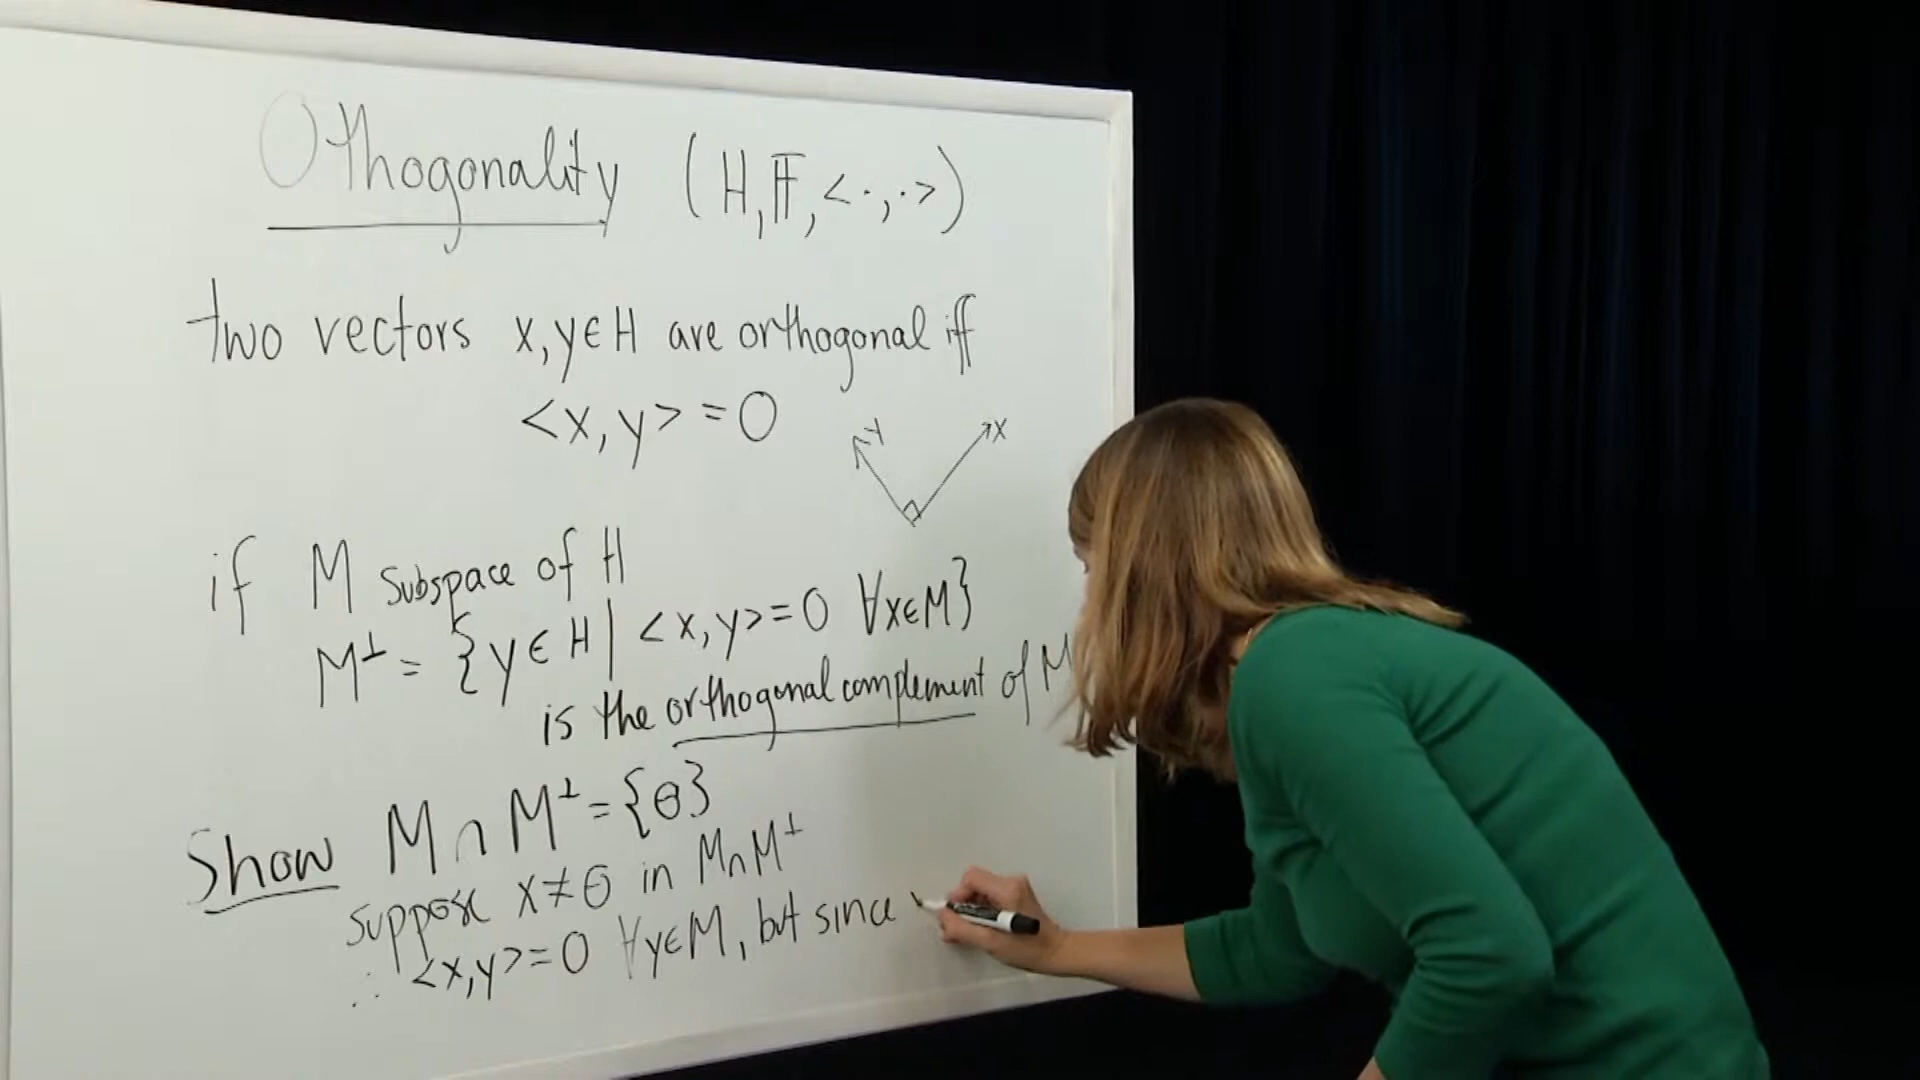 Othogonality (H, 𝔽, <·,·>)
two vectors x,y∈H are orthogonal iff
<x,y> = 0
y x
if M subspace of H
M⊥ = {y∈H | <x,y>=0 ∀x∈M}
is the orthogonal complement of M
Show M∩M⊥ = {θ}
suppose x≠θ in M∩M⊥
∴ <x,y>=0 ∀y∈M, but since